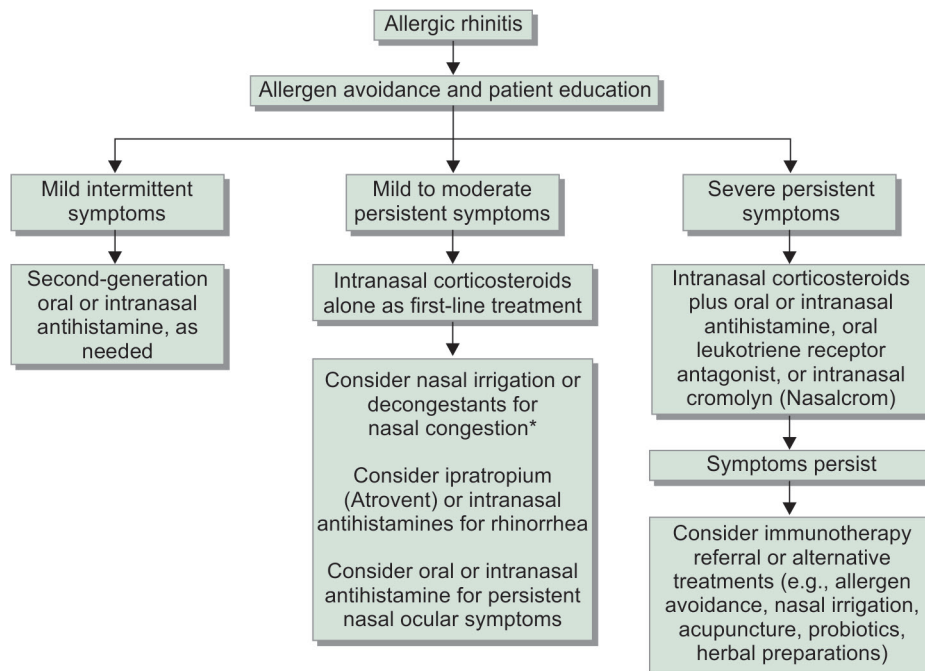 Allergic rhinitis
Allergen avoidance and patient education
Mild intermittent
symptoms
Second-generation
oral or intranasal
antihistamine, as
needed
Mild to moderate
persistent symptoms
Intranasal corticosteroids
alone as first-line treatment
Consider nasal irrigation or
decongestants for
nasal congestion*
Consider ipratropium
(Atrovent) or intranasal
antihistamines for rhinorrhea
Consider oral or intranasal
antihistamine for persistent
nasal ocular symptoms
Severe persistent
symptoms
Intranasal corticosteroids
plus oral or intranasal
antihistamine, oral
leukotriene receptor
antagonist, or intranasal
cromolyn (Nasalcrom)
Symptoms persist
Consider immunotherapy
referral or alternative
treatments (e.g., allergen
avoidance, nasal irrigation,
acupuncture, probiotics,
herbal preparations)